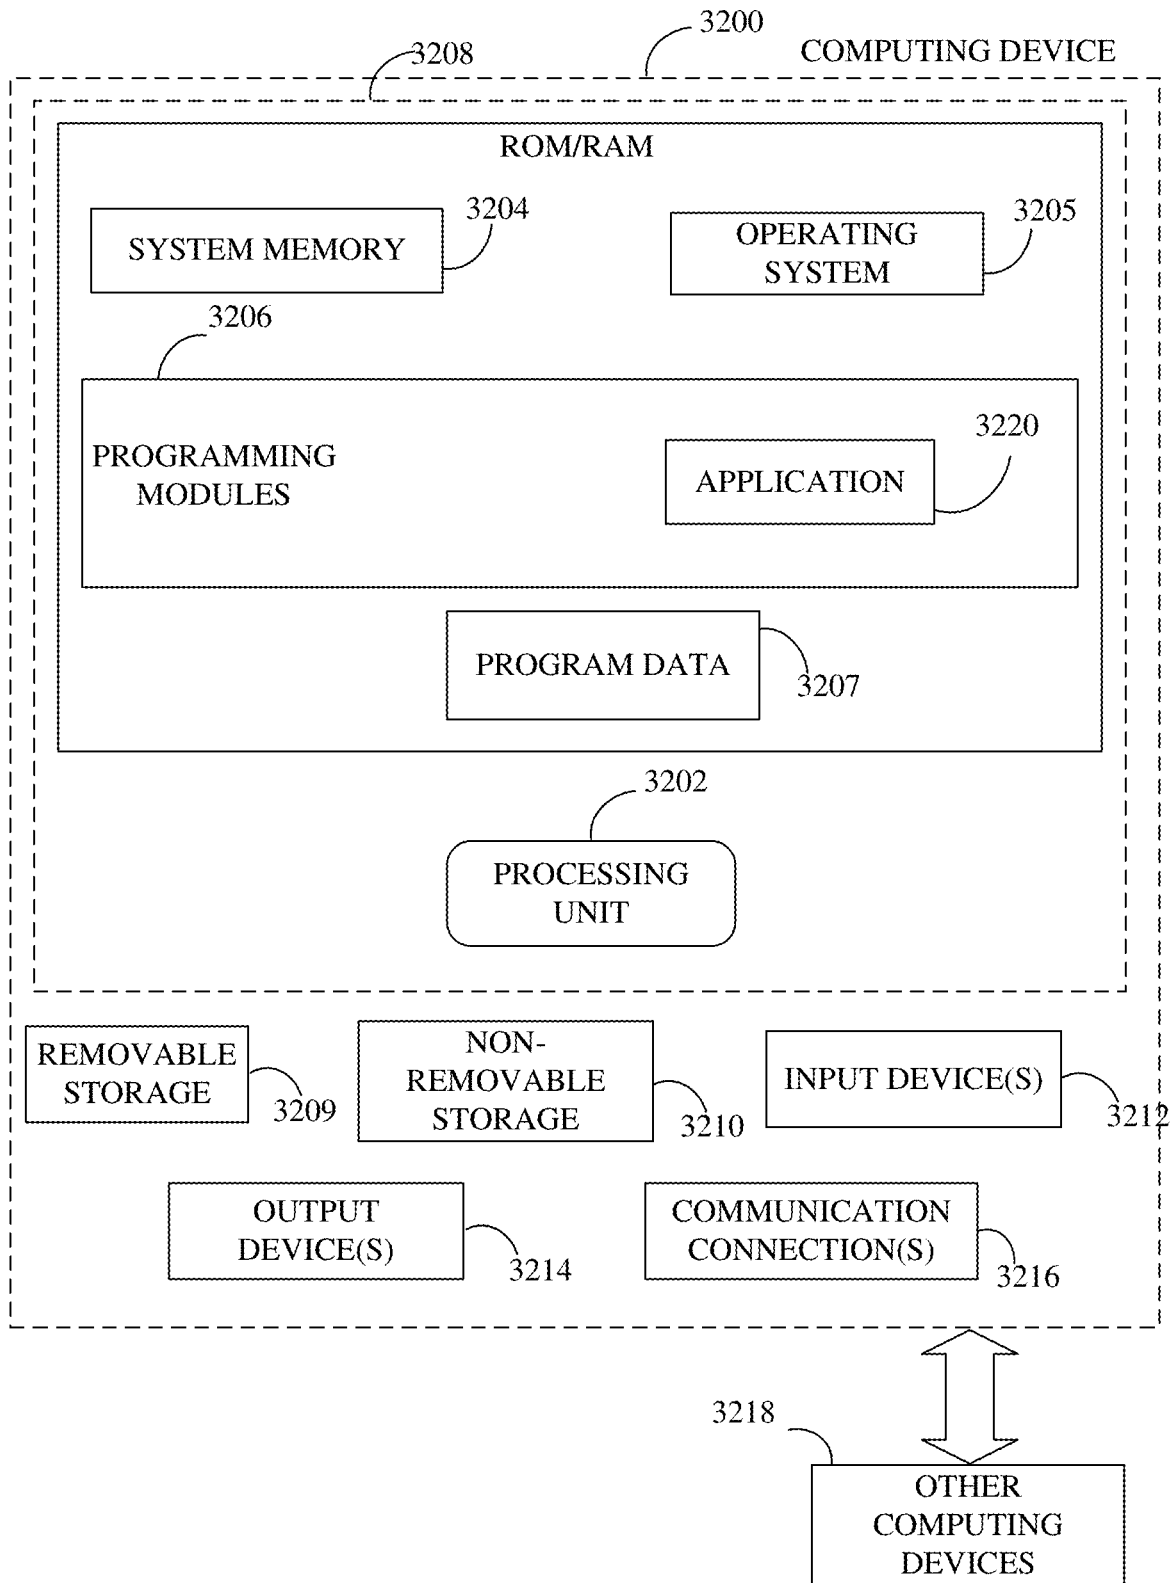 3200
COMPUTING DEVICE
3208
ROM/RAM
SYSTEM MEMORY
3204
OPERATING
SYSTEM
3205
3206
PROGRAMMING
MODULES
APPLICATION
3220
PROGRAM DATA
3207
3202
PROCESSING
UNIT
REMOVABLE
STORAGE
3209
NON-
REMOVABLE
STORAGE
3210
INPUT DEVICE(S)
3212
OUTPUT
DEVICE(S)
3214
COMMUNICATION
CONNECTION(S)
3216
3218
OTHER
COMPUTING
DEVICES